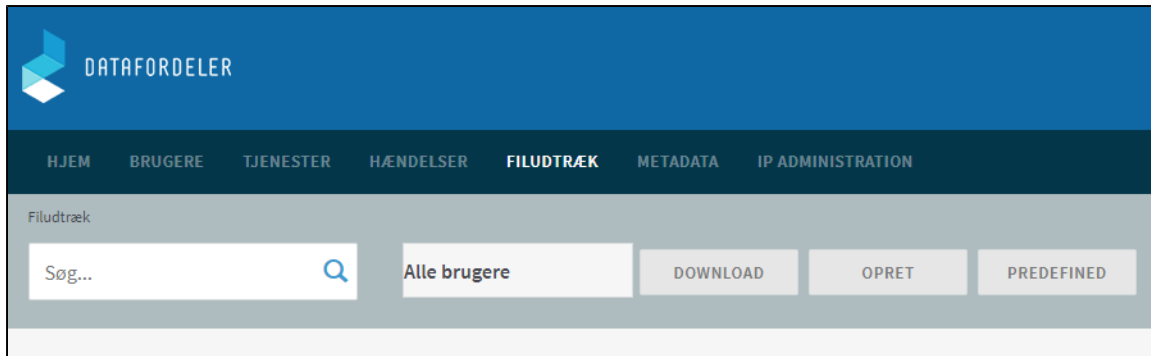 DATAFORDELER
HJEM BRUGERE TJENESTER HÆNDELSER FILUDTRÆK METADATA IP ADMINISTRATION
Filudtræk
Søg... Alle brugere DOWNLOAD OPRET PREDEFINED